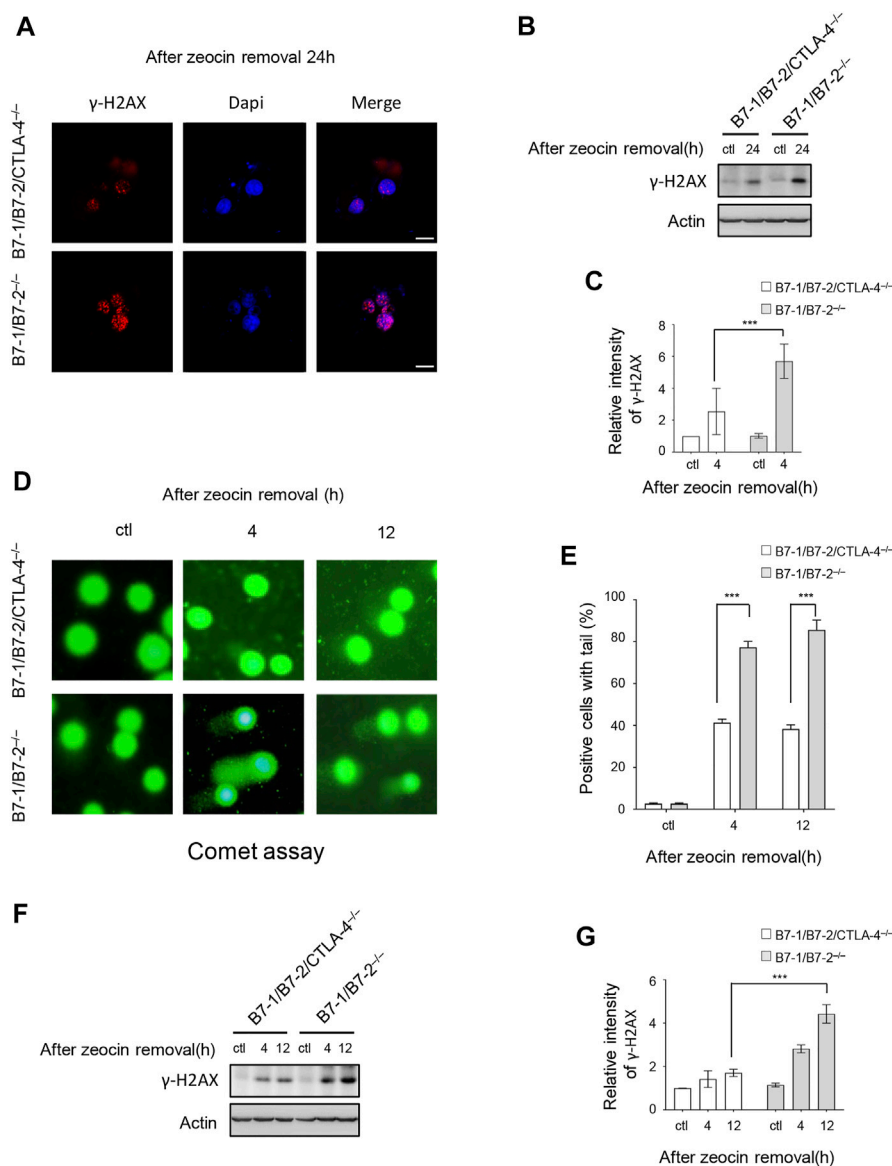 A
After zeocin removal 24h
γ-H2AX Dapi Merge
B7-1/B7-2/CTLA-4⁻/⁻
B7-1/B7-2⁻/⁻
B
B7-1/B7-2/CTLA-4⁻/⁻
B7-1/B7-2⁻/⁻
After zeocin removal(h) ctl 24 ctl 24
γ-H2AX
Actin
C
B7-1/B7-2/CTLA-4⁻/⁻
B7-1/B7-2⁻/⁻
Relative intensity
of γ-H2AX
8
6
4
2
0
***
ctl 4 ctl 4
After zeocin removal(h)
D
After zeocin removal (h)
ctl 4 12
B7-1/B7-2/CTLA-4⁻/⁻
B7-1/B7-2⁻/⁻
Comet assay
E
B7-1/B7-2/CTLA-4⁻/⁻
B7-1/B7-2⁻/⁻
Positive cells with tail (%)
100
80
60
40
20
0
*** ***
ctl 4 12
After zeocin removal(h)
F
B7-1/B7-2/CTLA-4⁻/⁻
B7-1/B7-2⁻/⁻
After zeocin removal(h) ctl 4 12 ctl 4 12
γ-H2AX
Actin
G
B7-1/B7-2/CTLA-4⁻/⁻
B7-1/B7-2⁻/⁻
Relative intensity
of γ-H2AX
6
4
2
0
***
ctl 4 12 ctl 4 12
After zeocin removal(h)